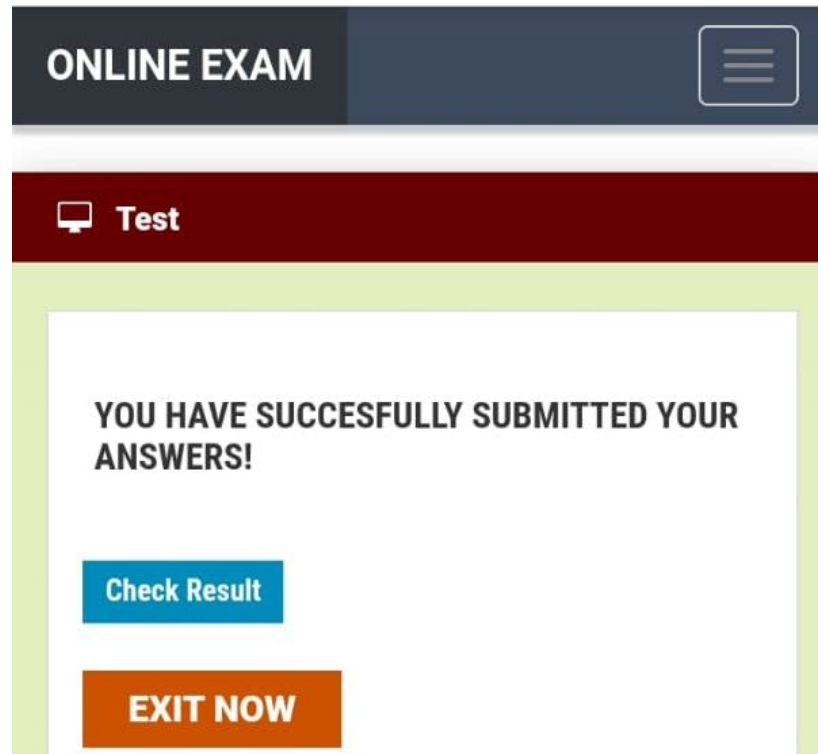 ONLINE EXAM
Test
YOU HAVE SUCCESFULLY SUBMITTED YOUR
ANSWERS!
Check Result
EXIT NOW